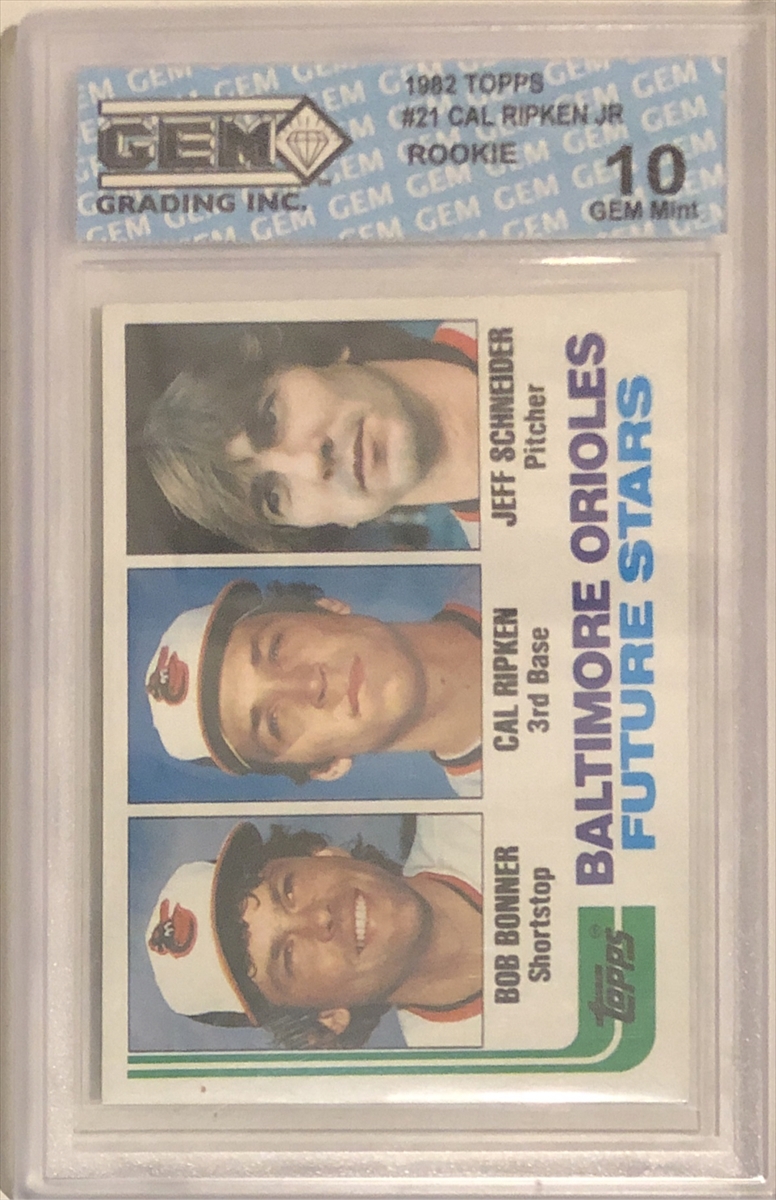 GEM
GRADING INC.
1982 TOPPS
#21 CAL RIPKEN JR
ROOKIE
10
GEM Mint
JEFF SCHNEIDER
Pitcher
CAL RIPKEN
3rd Base
BOB BONNER
Shortstop
BALTIMORE ORIOLES
FUTURE STARS
topps®